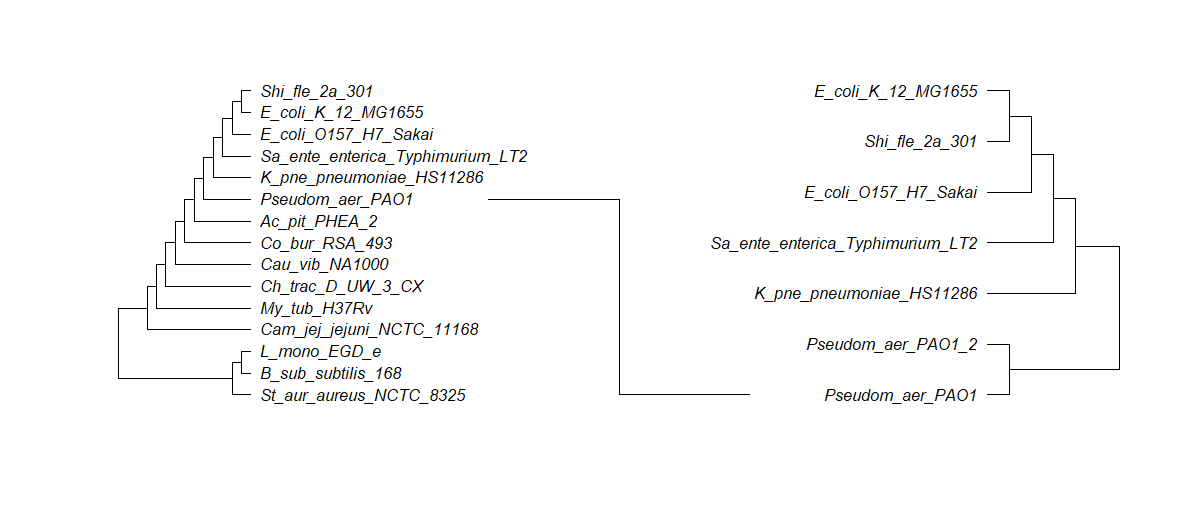 Shi_fle_2a_301
E_coli_K_12_MG1655
E_coli_O157_H7_Sakai
Sa_ente_enterica_Typhimurium_LT2
K_pne_pneumoniae_HS11286
Pseudom_aer_PAO1
Ac_pit_PHEA_2
Co_bur_RSA_493
Cau_vib_NA1000
Ch_trac_D_UW_3_CX
My_tub_H37Rv
Cam_jej_jejuni_NCTC_11168
L_mono_EGD_e
B_sub_subtilis_168
St_aur_aureus_NCTC_8325
E_coli_K_12_MG1655
Shi_fle_2a_301
E_coli_O157_H7_Sakai
Sa_ente_enterica_Typhimurium_LT2
K_pne_pneumoniae_HS11286
Pseudom_aer_PAO1_2
Pseudom_aer_PAO1